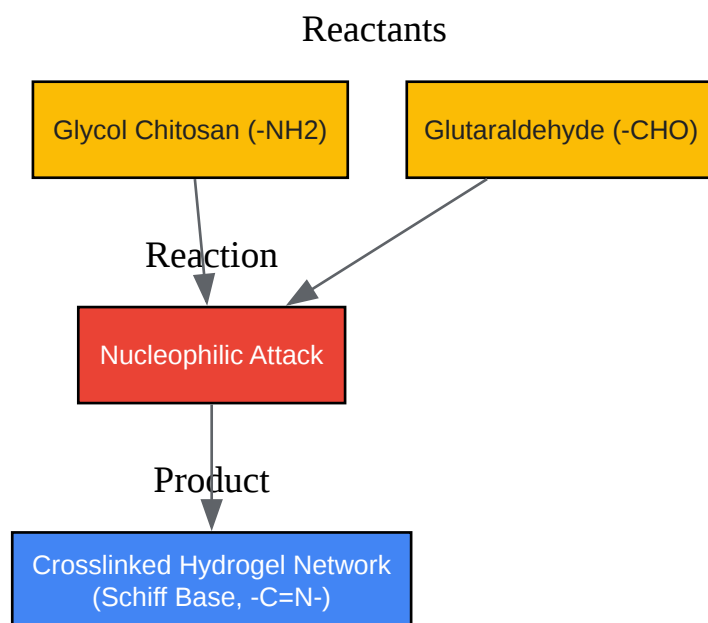 Reactants
Glycol Chitosan (-NH2)
Glutaraldehyde (-CHO)
Reaction
Nucleophilic Attack
Product
Crosslinked Hydrogel Network
(Schiff Base, -C=N-)